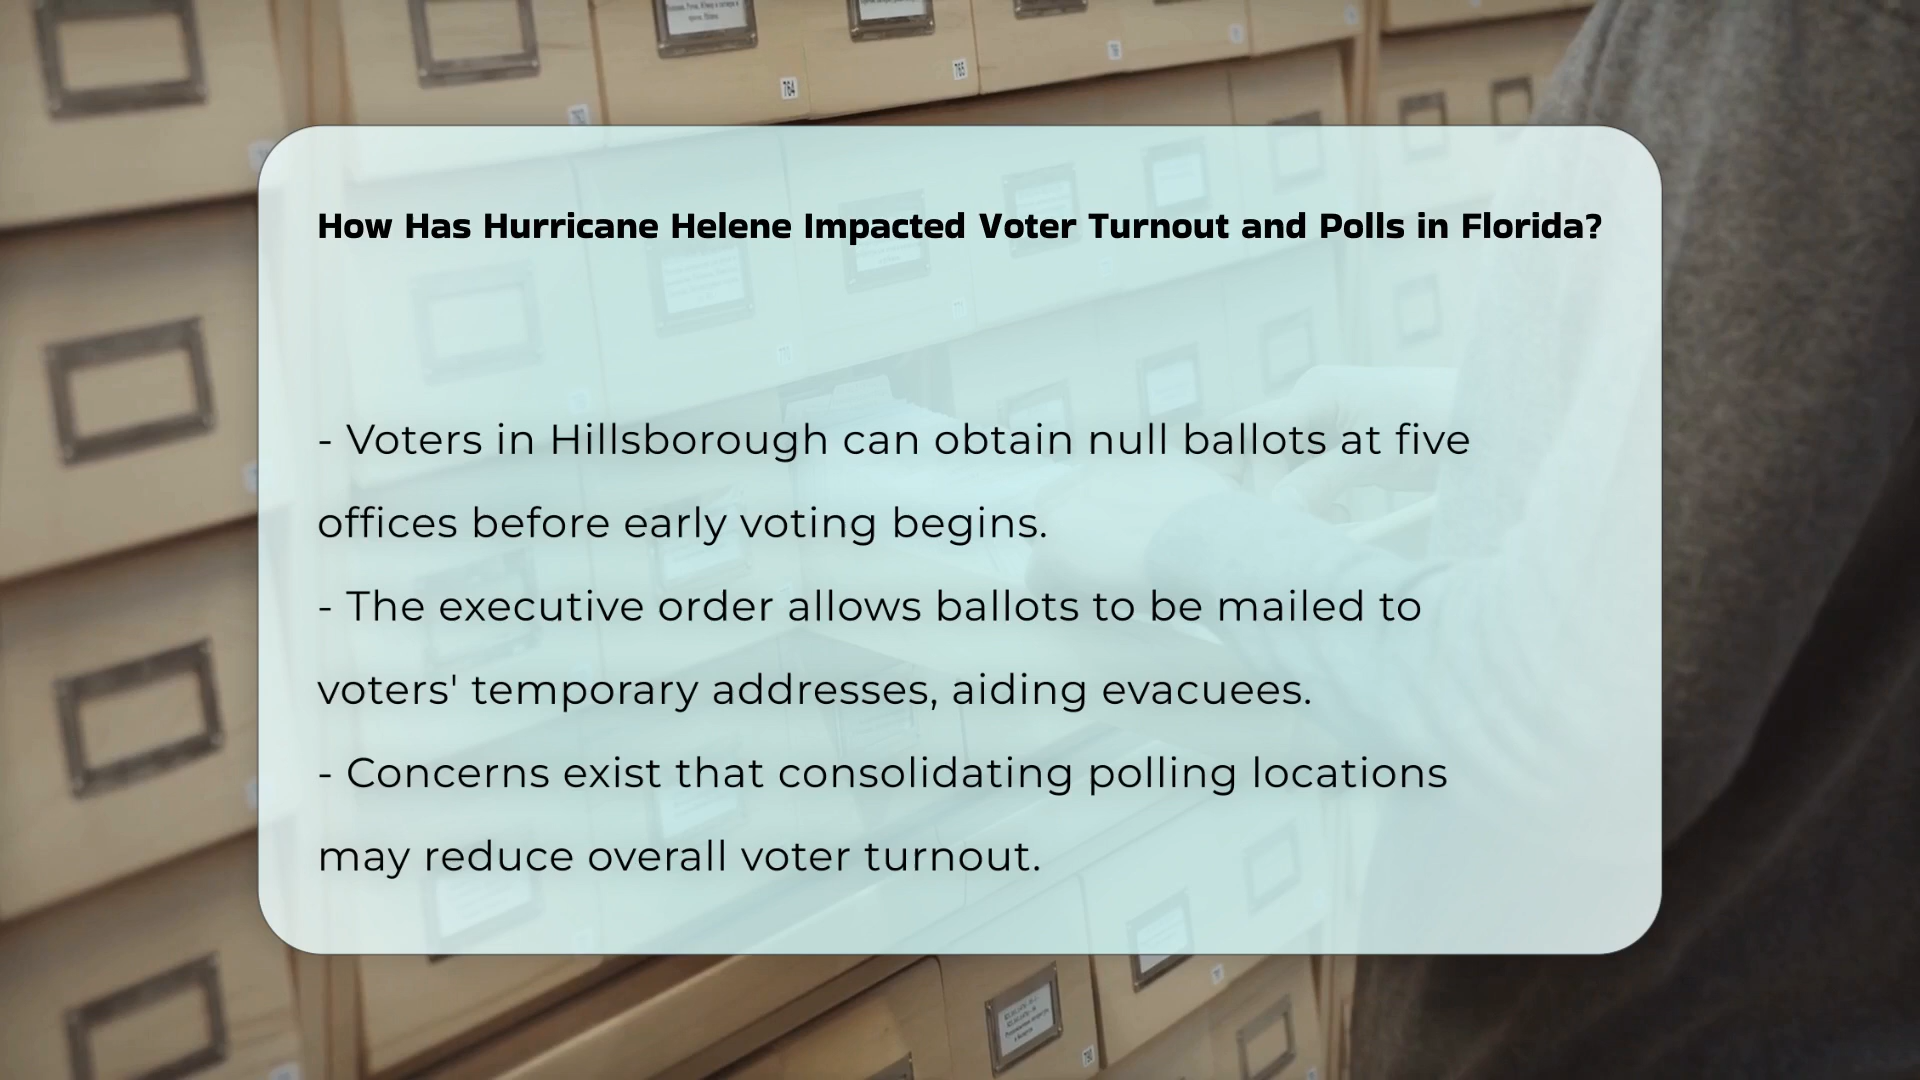 764
765
How Has Hurricane Helene Impacted Voter Turnout and Polls in Florida?
- Voters in Hillsborough can obtain null ballots at five
offices before early voting begins.
- The executive order allows ballots to be mailed to
voters' temporary addresses, aiding evacuees.
- Concerns exist that consolidating polling locations
may reduce overall voter turnout.